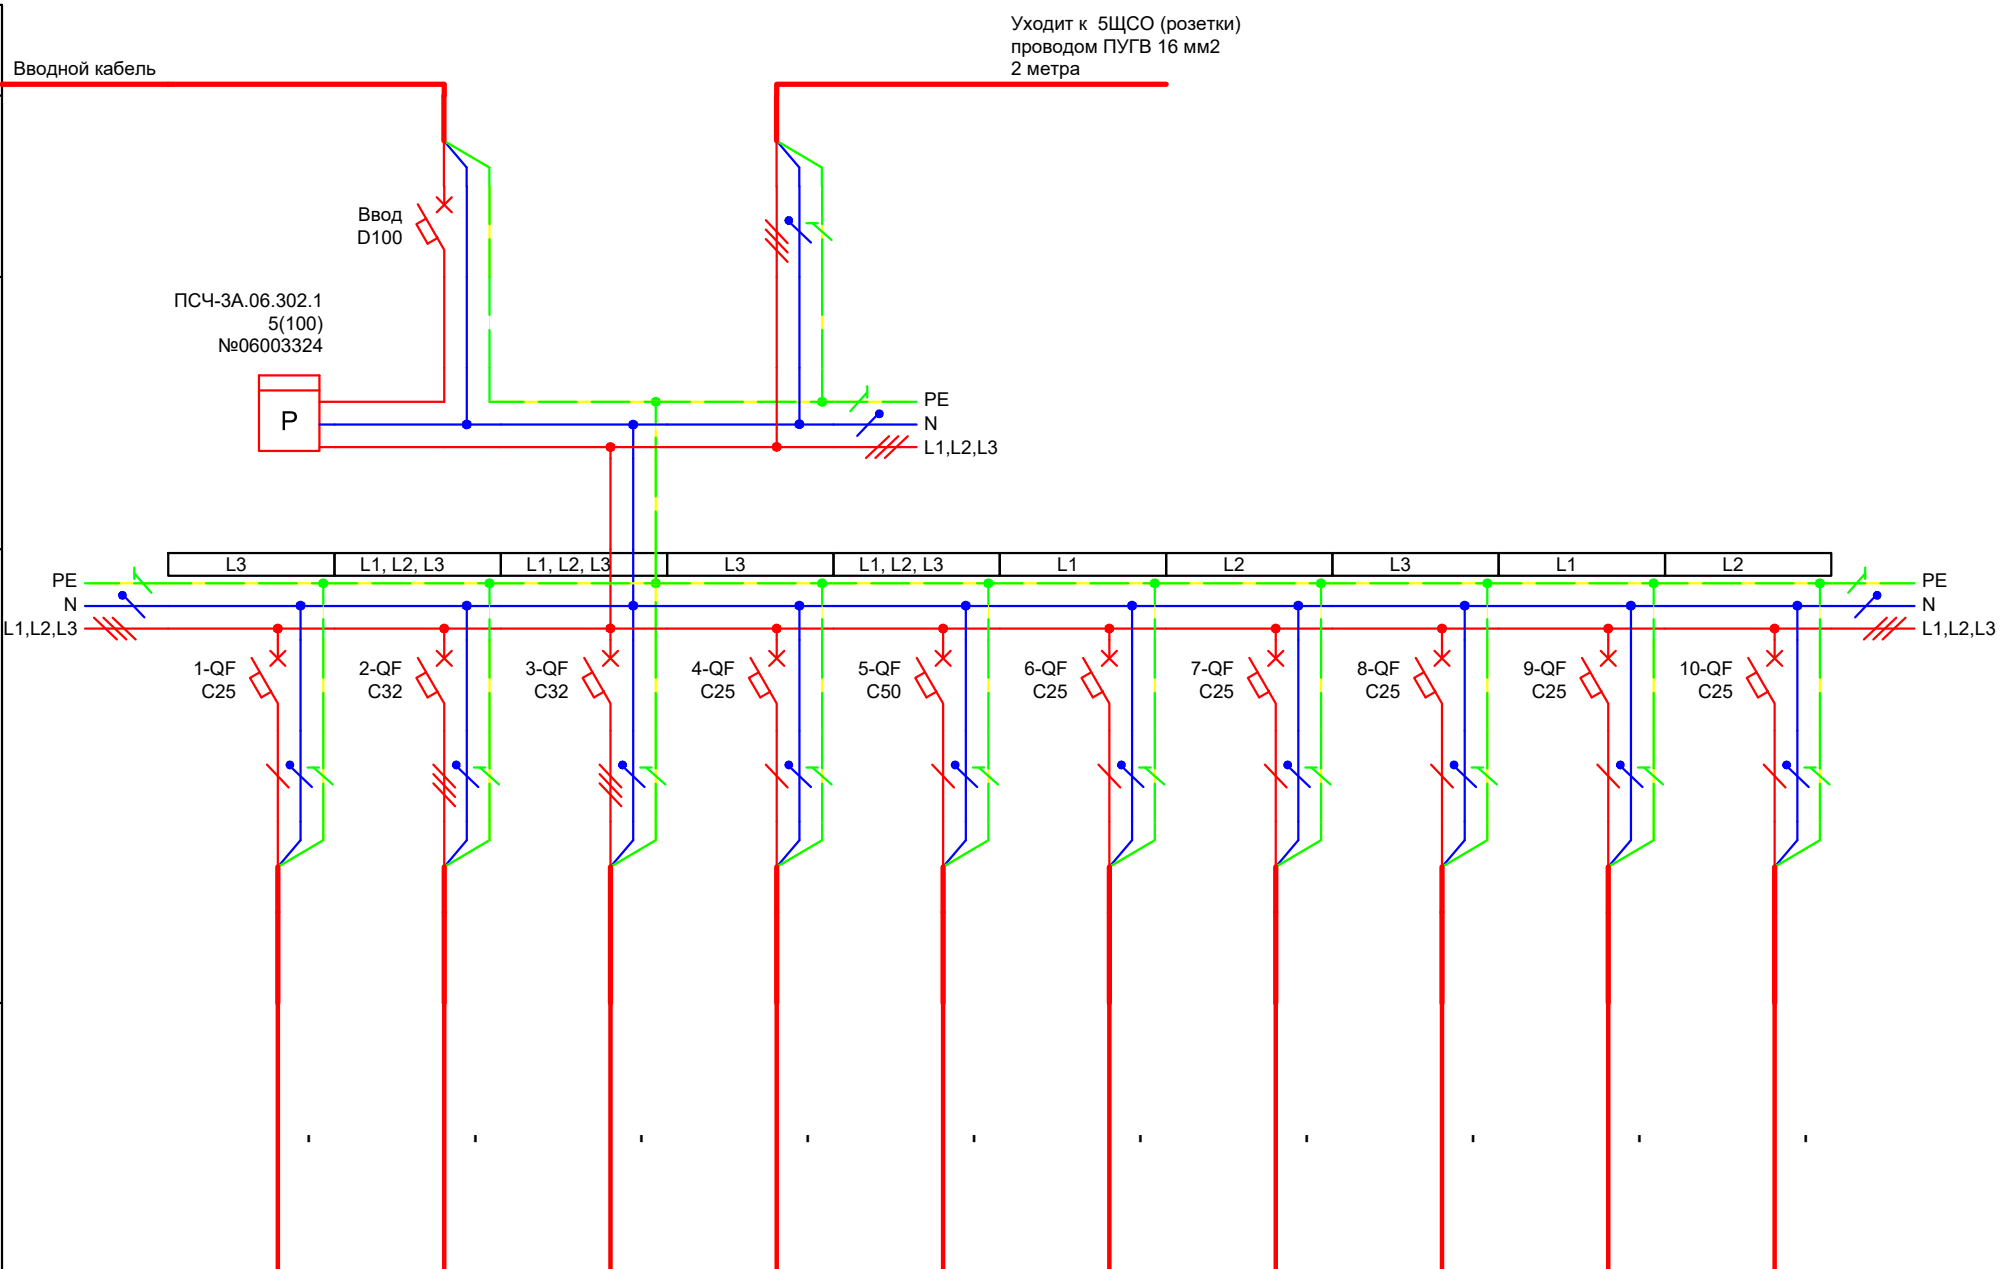 Уходит к 5ЩСО (розетки)
проводом ПУГВ 16 мм2
2 метра
Вводной кабель
Ввод
D100
ПСЧ-3А.06.302.1
5(100)
№06003324
P
PE
N
L1,L2,L3
L3
L1, L2, L3
L1, L2, L3
L3
L1, L2, L3
L1
L2
L3
L1
L2
PE
N
L1,L2,L3
PE
N
L1,L2,L3
1-QF
C25
2-QF
C32
3-QF
C32
4-QF
C25
5-QF
C50
6-QF
C25
7-QF
C25
8-QF
C25
9-QF
C25
10-QF
C25